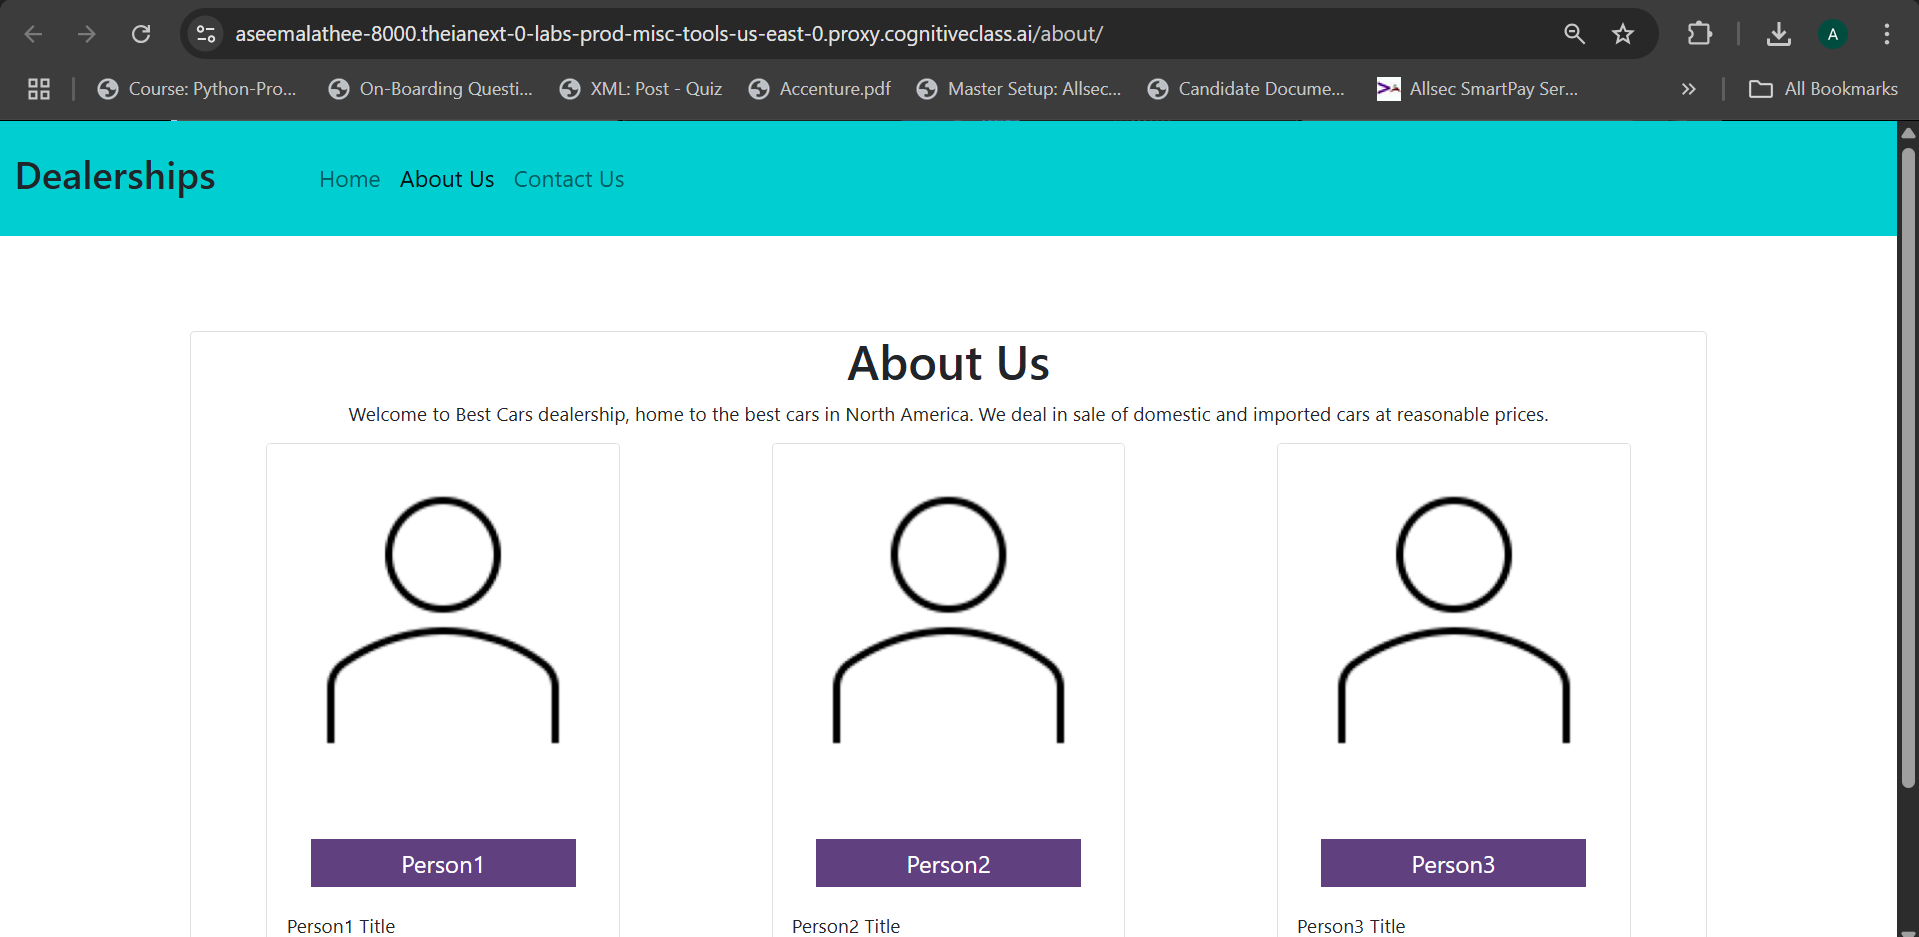 aseemalathee-8000.theianext-0-labs-prod-misc-tools-us-east-0.proxy.cognitiveclass.ai/about/
A
Course: Python-Pro... On-Boarding Questi... XML: Post - Quiz Accenture.pdf Master Setup: Allsec... Candidate Docume... Allsec SmartPay Ser... » All Bookmarks
Dealerships Home About Us Contact Us
About Us
Welcome to Best Cars dealership, home to the best cars in North America. We deal in sale of domestic and imported cars at reasonable prices.
Person1 Person2 Person3
Person1 Title Person2 Title Person3 Title